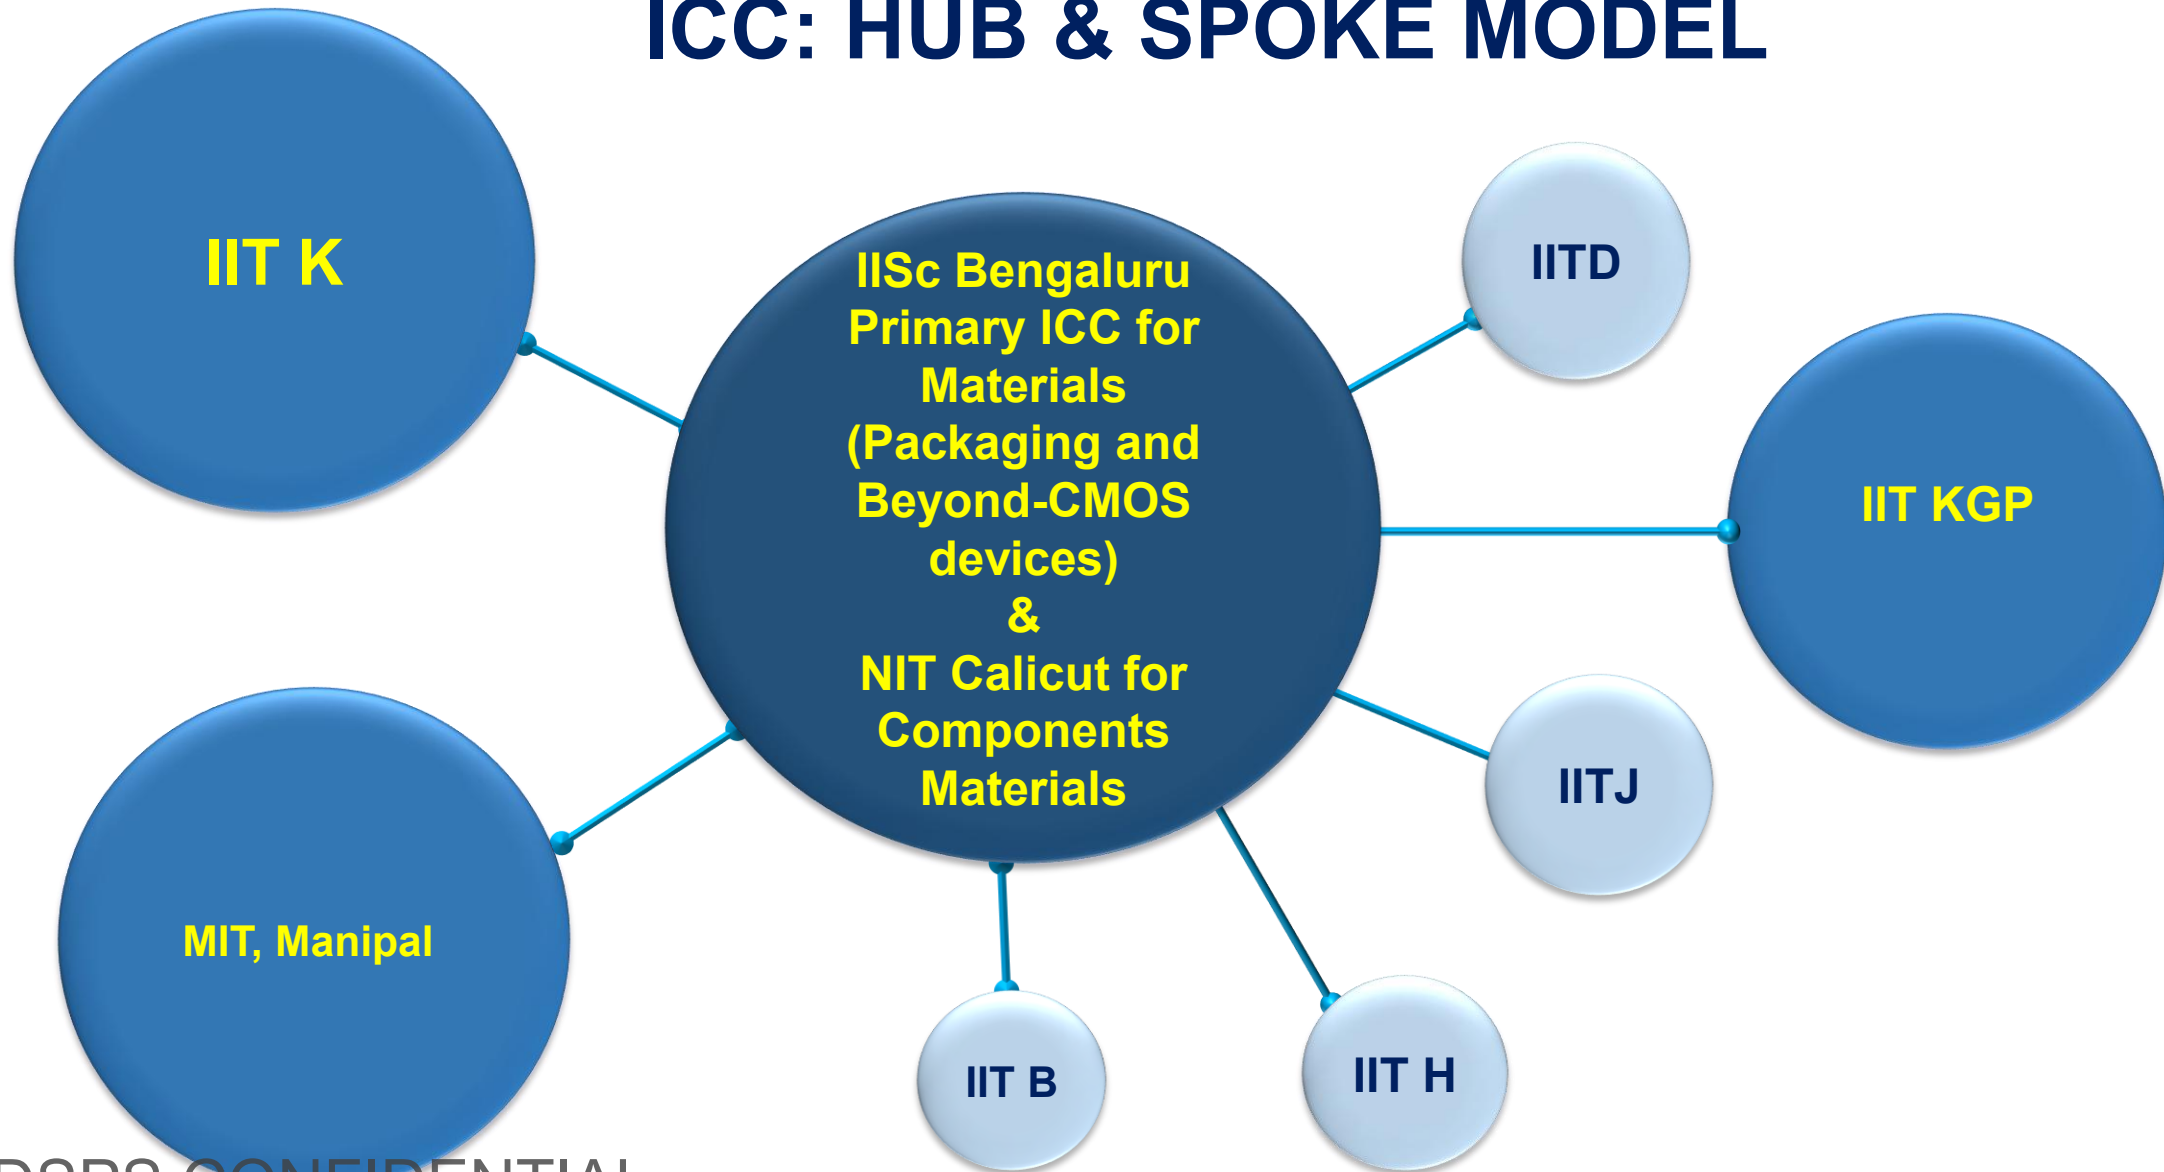 ICC: HUB & SPOKE MODEL
IIT K
IISc Bengaluru
Primary ICC for
Materials
(Packaging and
Beyond-CMOS
devices)
&
NIT Calicut for
Components
Materials
IITD
IIT KGP
IITJ
MIT, Manipal
IIT B
IIT H
CONFIDENTIAL